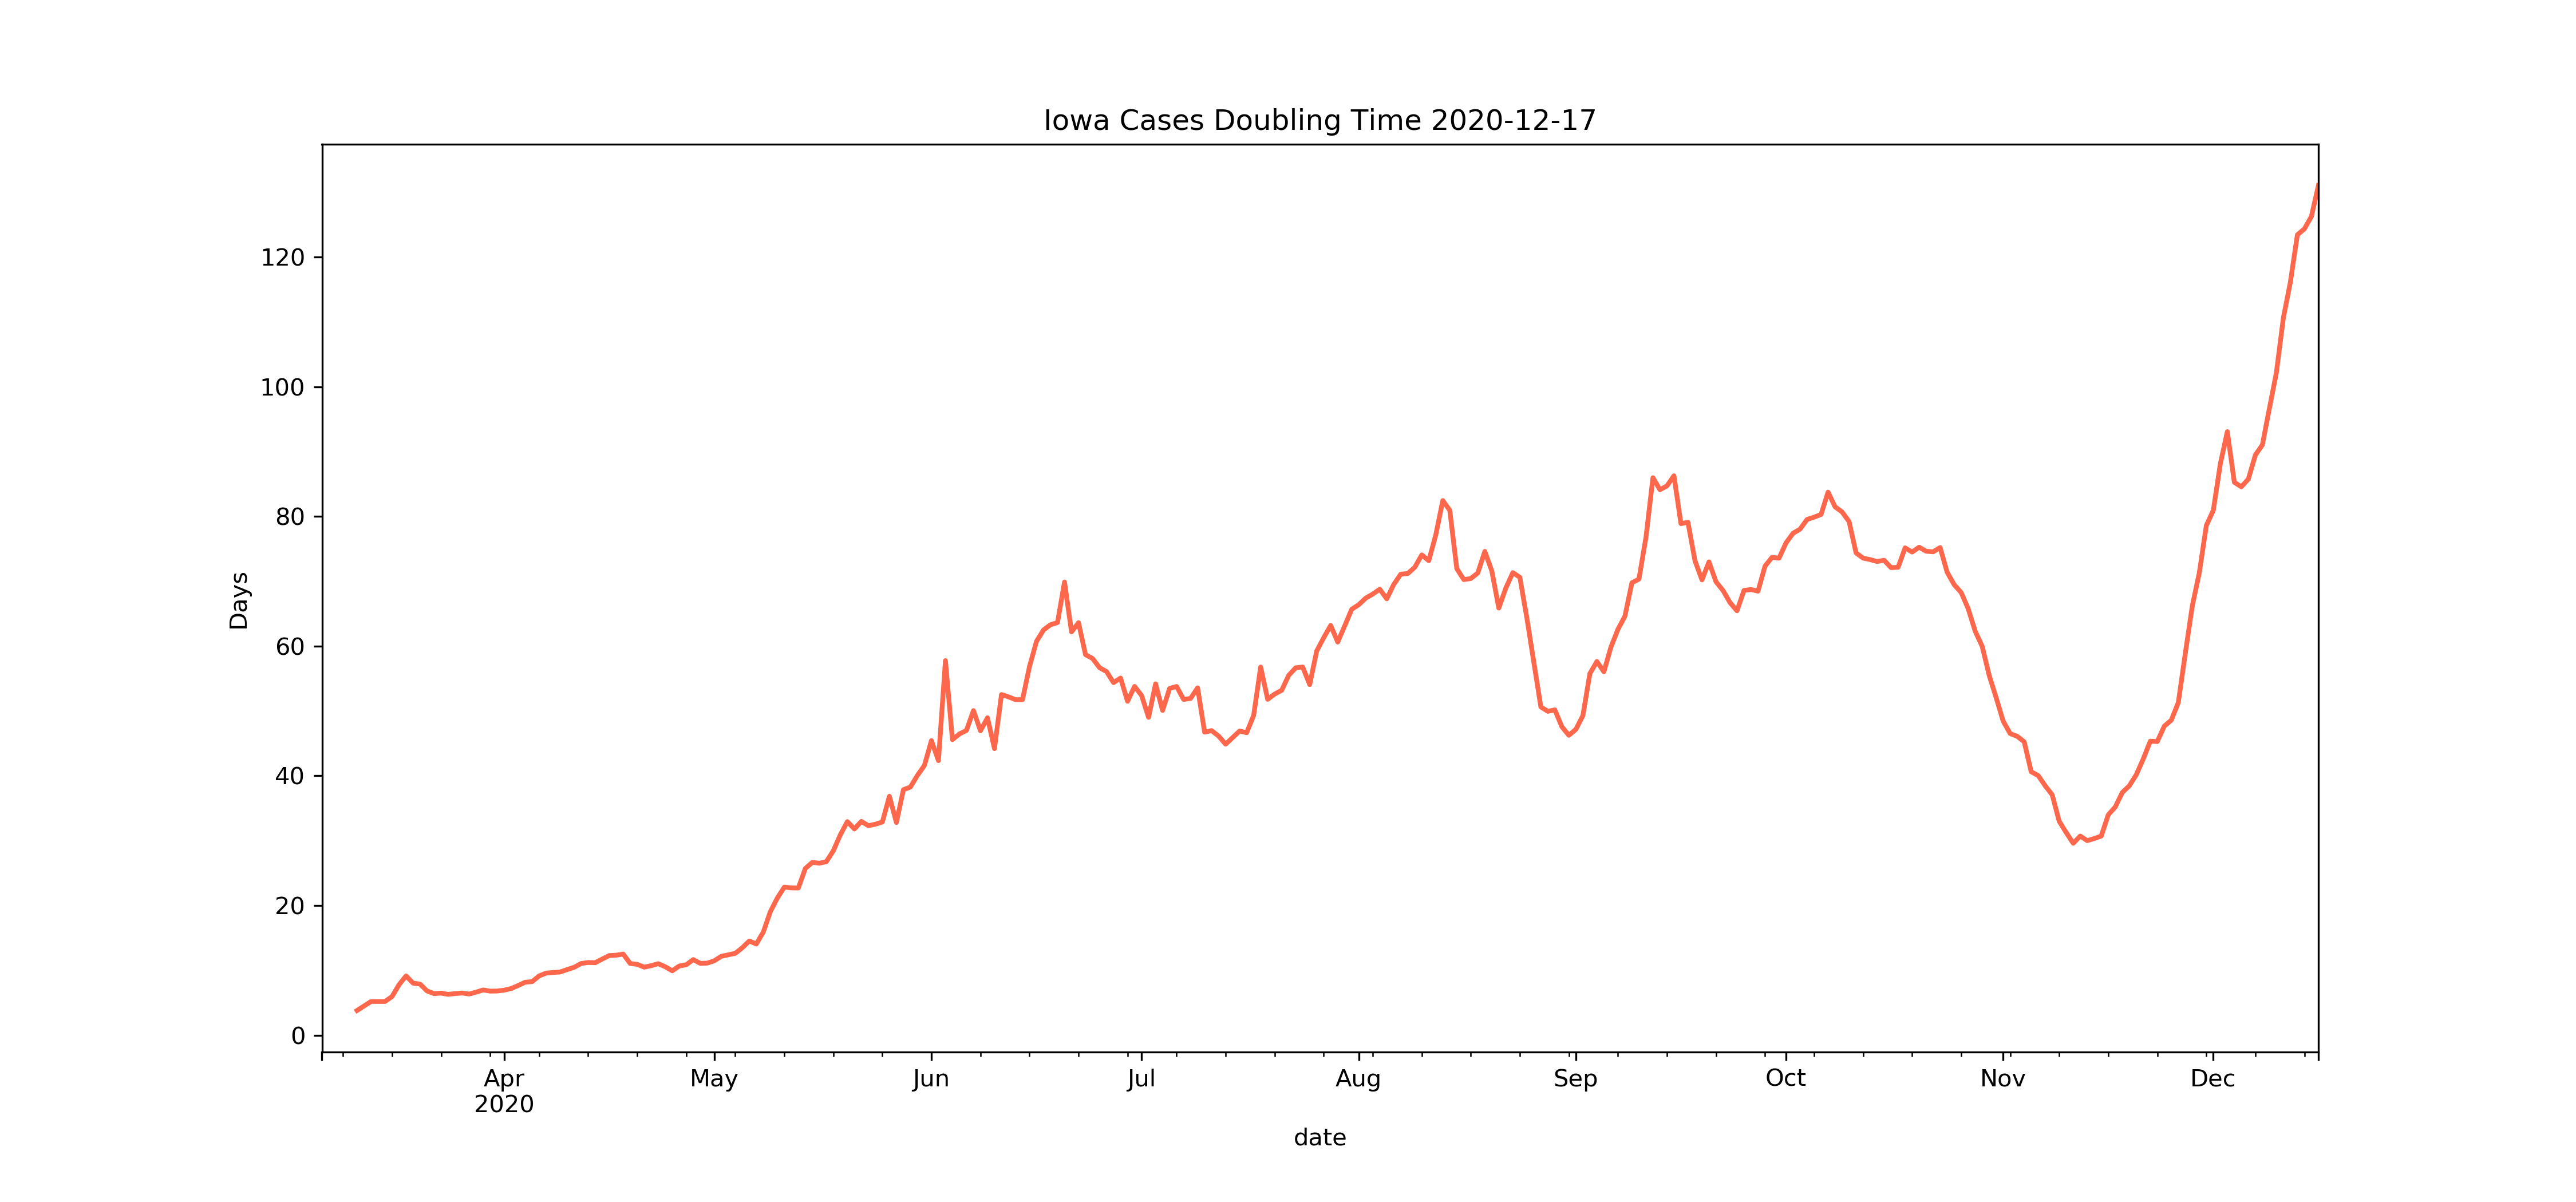 Iowa Cases Doubling Time 2020-12-17
120
100
80
60
40
20
0
Days
Apr May Jun Jul Aug Sep Oct Nov Dec
2020
date